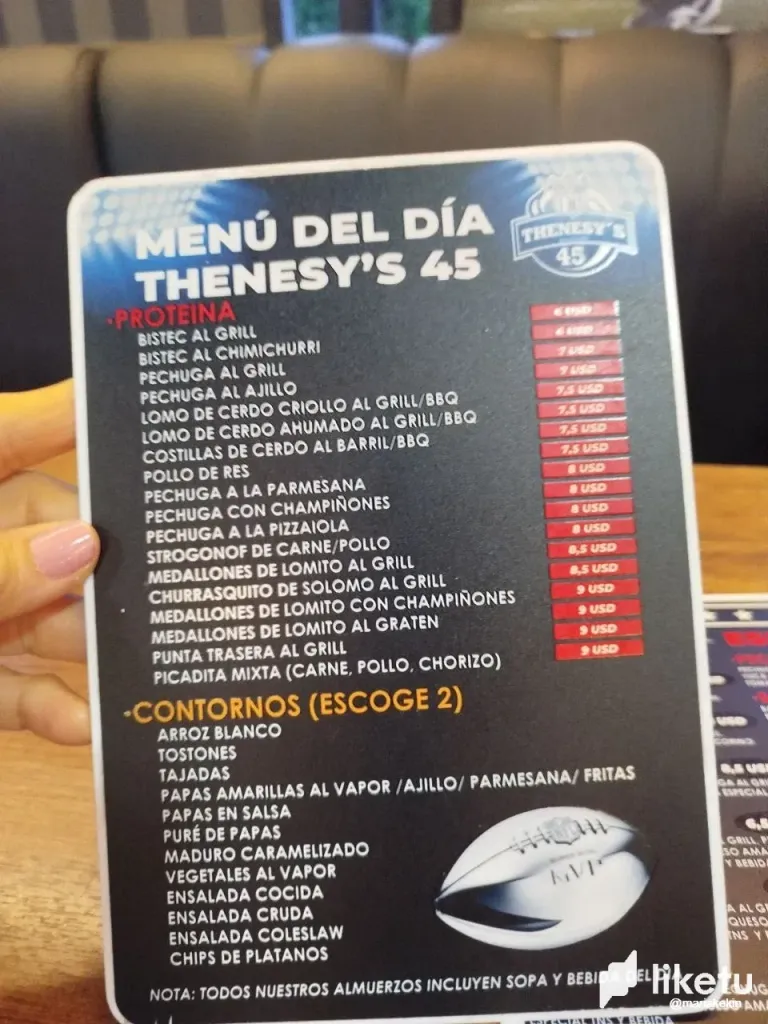 MENÚ DEL DÍA
THENESY'S 45
THENESY'S
45
·PROTEINA
BISTEC AL GRILL 6 USD
BISTEC AL CHIMICHURRI 6 USD
PECHUGA AL GRILL 7 USD
PECHUGA AL AJILLO 7 USD
LOMO DE CERDO CRIOLLO AL GRILL/BBQ 7,5 USD
LOMO DE CERDO AHUMADO AL GRILL/BBQ 7,5 USD
COSTILLAS DE CERDO AL BARRIL/BBQ 7,5 USD
POLLO DE RES 7,5 USD
PECHUGA A LA PARMESANA 8 USD
PECHUGA CON CHAMPIÑONES 8 USD
PECHUGA A LA PIZZAIOLA 8 USD
STROGONOF DE CARNE/POLLO 8 USD
MEDALLONES DE LOMITO AL GRILL 8,5 USD
CHURRASQUITO DE SOLOMO AL GRILL 8,5 USD
MEDALLONES DE LOMITO CON CHAMPIÑONES 9 USD
MEDALLONES DE LOMITO AL GRATEN 9 USD
PUNTA TRASERA AL GRILL 9 USD
PICADITA MIXTA (CARNE, POLLO, CHORIZO) 9 USD
·CONTORNOS (ESCOGE 2)
ARROZ BLANCO
TOSTONES
TAJADAS
PAPAS AMARILLAS AL VAPOR /AJILLO/ PARMESANA/ FRITAS
PAPAS EN SALSA
PURÉ DE PAPAS
MADURO CARAMELIZADO
VEGETALES AL VAPOR
ENSALADA COCIDA
ENSALADA CRUDA
ENSALADA COLESLAW
CHIPS DE PLATANOS
NFL
NOTA: TODOS NUESTROS ALMUERZOS INCLUYEN SOPA Y BEBIDA DEL DÍA
liketu